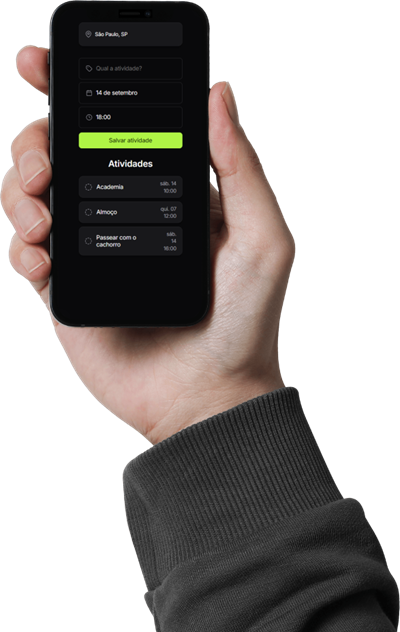 São Paulo, SP
Qual a atividade?
14 de setembro
18:00
Salvar atividade
Atividades
Academia
sáb. 14
10:00
Almoço
qui. 07
12:00
Passear com o
cachorro
sáb.
14
16:00